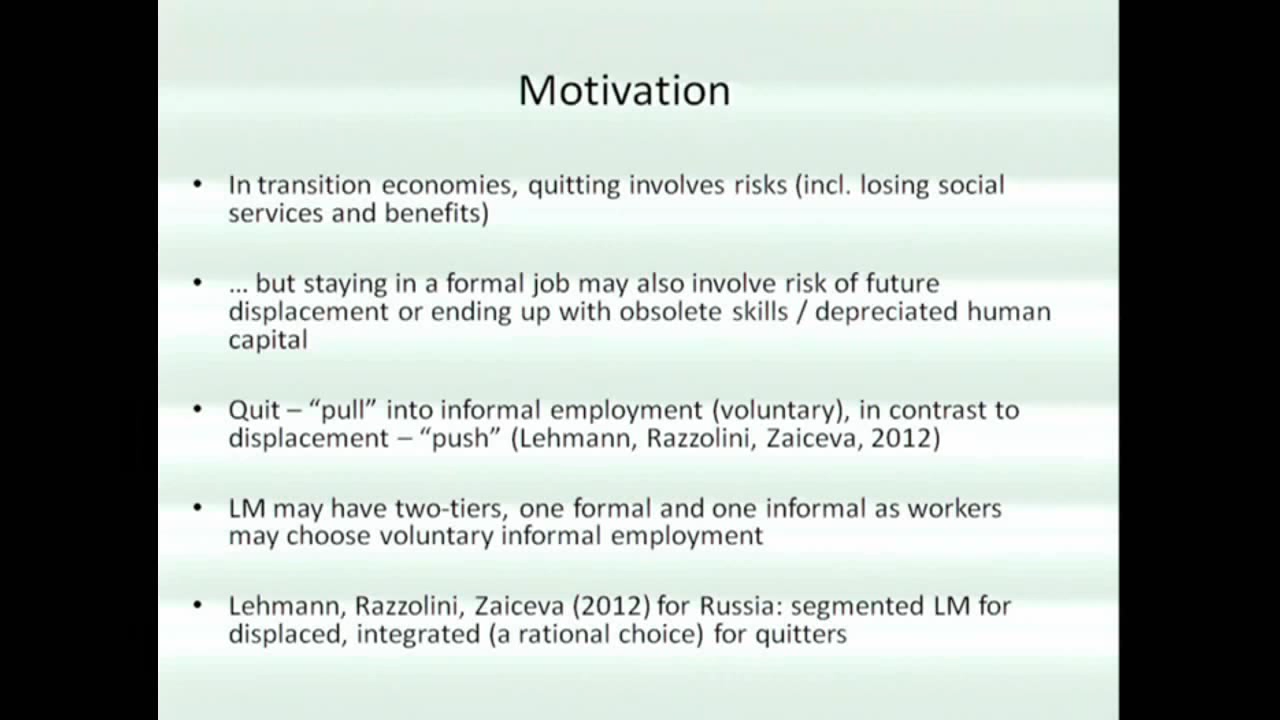 Motivation
• In transition economies, quitting involves risks (incl. losing social
services and benefits)
• … but staying in a formal job may also involve risk of future
displacement or ending up with obsolete skills / depreciated human
capital
• Quit – “pull” into informal employment (voluntary), in contrast to
displacement – “push” (Lehmann, Razzolini, Zaiceva, 2012)
• LM may have two-tiers, one formal and one informal as workers
may choose voluntary informal employment
• Lehmann, Razzolini, Zaiceva (2012) for Russia: segmented LM for
displaced, integrated (a rational choice) for quitters